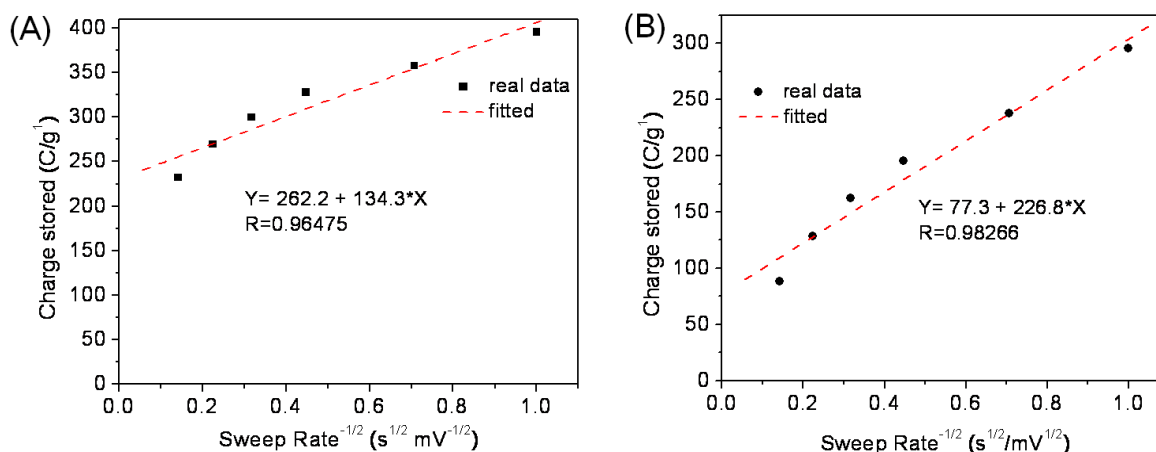 (A)
400
350
300
250
200
150
100
50
0
Charge stored (C/g¹)
real data
fitted
Y= 262.2 + 134.3*X
R=0.96475
0.0 0.2 0.4 0.6 0.8 1.0
Sweep Rate⁻¹/² (s¹/² mV⁻¹/²)
(B)
300
250
200
150
100
50
0
Charge stored (C/g¹)
real data
fitted
Y= 77.3 + 226.8*X
R=0.98266
0.0 0.2 0.4 0.6 0.8 1.0
Sweep Rate⁻¹/² (s¹/²/mV¹/²)